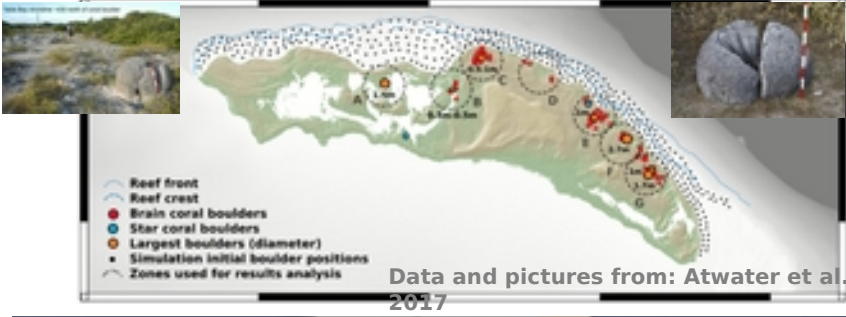 A
B
C
D
E
F
G
Reef front
Reef crest
Brain coral boulders
Star coral boulders
Largest boulders (diameter)
Simulation initial boulder positions
Zones used for results analysis
Data and pictures from: Atwater et al.
2017